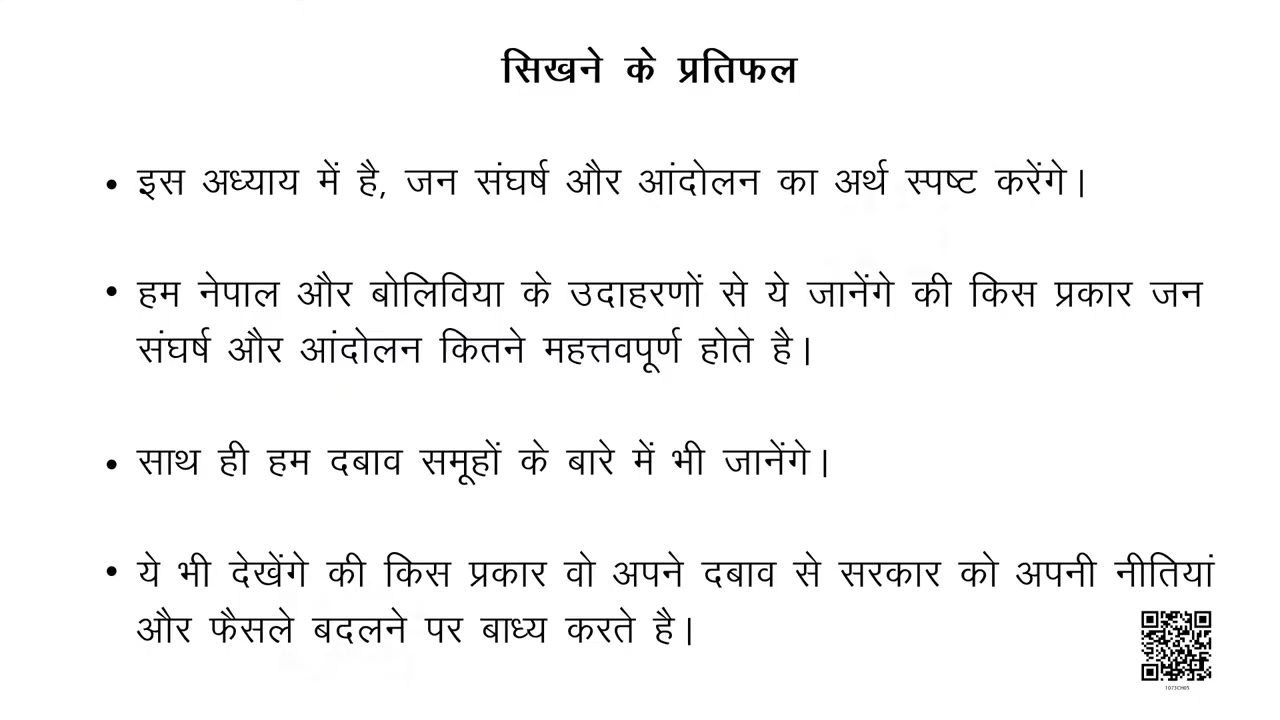 सिखने के प्रतिफल
• इस अध्याय में है, जन संघर्ष और आंदोलन का अर्थ स्पष्ट करेंगे।
• हम नेपाल और बोलिविया के उदाहरणों से ये जानेंगे की किस प्रकार जन
संघर्ष और आंदोलन कितने महत्तवपूर्ण होते है।
• साथ ही हम दबाव समूहों के बारे में भी जानेंगे।
• ये भी देखेंगे की किस प्रकार वो अपने दबाव से सरकार को अपनी नीतियां
और फैसले बदलने पर बाध्य करते है।
1073CH05